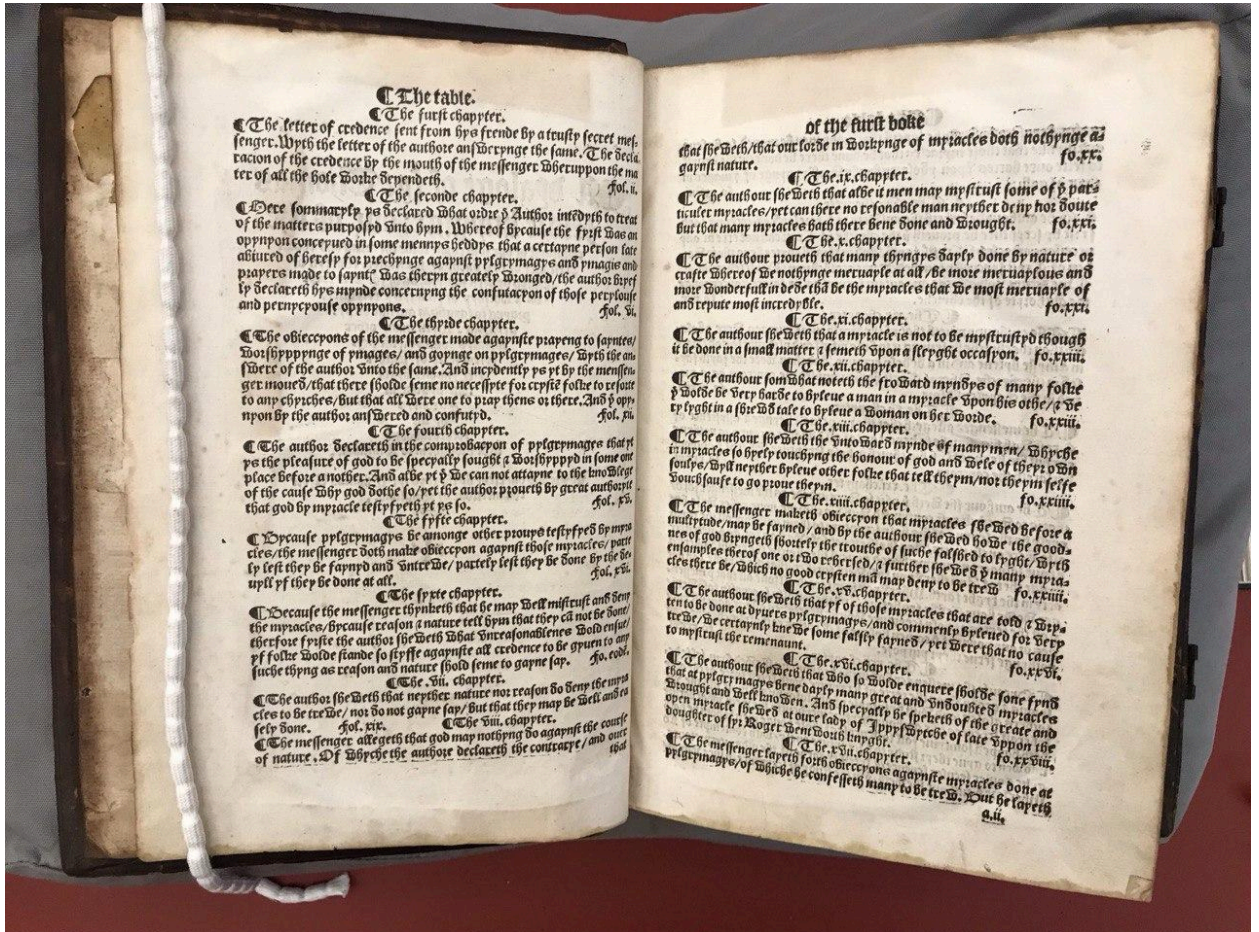 ¶ The table.
¶ The furst chappter.
¶ The letter of credence sent from hys frende by a trusty secret mes-
senger. Wyth the letter of the authore answerynge the same. The decla-
racion of the credence by the mouth of the messenger wheruppon the ma
ter of all the hole worke dependeth. Fol. ii.
¶ The seconde chappter.
¶ Here sommaryly ys declared what ordre þe Author intēdyth to treat
of the matters purposyd vnto hym. Whereof bycause the fyrst was an
oppnyon conceyued in some mennys heddys that a certayne person late
abiured of heresy for prechynge agaynst pylgrymagys and ymagis and
prayers made to sayntꝭ was theryn greately wronged/the author bryef
ly declareth hys mynde concernyng the confutacyon of those perylouse
and pernycyouse oppnyons. Fol. vi.
¶ The thyrde chappter.
¶ The obieccyons of the messenger made agaynste prayeng to sayntes/
worshyppynge of ymages/ and goynge on pylgrymages/ wyth the an
swere of the author vnto the same. And incydently ys yt by the messen-
ger moued/that there sholde seme no necessyte for crystē folke to resorte
to any chyrches/but that all were one to pray thens or there. And þe opy-
nyon by the author answered and confutyd. Fol. xii.
¶ The fourth chappter.
¶ The author declareth in the comprobacyon of pylgrymages that yt
ys the pleasure of god to be specyally sought & worshyppyd in some one
place before a nother. And albe yt þt we can not attayne to the knowlege
of the cause why god dothe so/yet the author proueth by great authoryte
that god by myracle testyfyeth yt ys so. Fol. xv.
¶ The fyfte chappter.
¶ Bycause pylgrymagys be amonge other prouys testyfyed by myra
cles/the messenger doth make obieccyon agaynst those myracles/ parte
ly lest they be faynyd and vntrewe/ partely lest they be done by the de-
uyll yf they be done at all. Fol. xvi.
¶ The syxte chappter.
¶ Because the messenger thynketh that he may well mistrust and deny
the myracles/bycause reason & nature tell hym that they cā not be done/
therfore fyrste the author sheweth what vnreasonablenes wold ensue/
yf folke wolde stande so styffe agaynste all credence to be gyuen to any
suche thyng as reason and nature shold seme to gayne say. Fo. eodē.
¶ The. vii. chappter.
¶ The author sheweth that neyther nature nor reason do deny the myra
cles to be trewe/ nor do not gayne say/ but that they may be well and ea
sely done. Fol. xix. ¶ The viii. chappter.
¶ The messenger allegeth that god may nothyng do agaynst the course
of nature. Of whyche the authore declareth the contrarye/ and ouer
that
of the furst boke
that sheweth/that our lorde in workynge of myracles doth nothynge a-
gaynst nature. fo.xx.
¶ The.ix.chappter.
¶ The authour sheweth that albe it men may mystrust some of þe par-
ticuler myracles/yet can there no resonable man neyther deny nor doute
but that many myracles hath there bene done and wrought. fo.xxi.
¶ The.x.chappter.
¶ The author proueth that many thyngys dayly done by nature or
crafte whereof we nothynge meruayle at all/be more meruaylous and
more wonderfull in dede thā be the myracles that we most meruayle of
and repute most incredyble. fo.xxi.
¶ The.xi.chappter.
¶ The authour sheweth that a myracle is not to be mystrustyd though
it be done in a small matter & semeth vpon a sleyght occasyon. fo.xxiii.
¶ The.xii.chappter.
¶ The authour somwhat noteth the froward myndys of many folke
þt wolde be very harde to byleue a man in a myracle vpon his othe/& ve
ry lyght in a shrewd tale to byleue a woman on her worde. fo.xxiii.
¶ The.xiii.chappter.
¶ The authour sheweth the vntoward mynde of many men/ whyche
in myracles so hyely touchyng the honour of god and wele of theyr own
soulys/wyll neyther byleue other folke that tell theym/nor theym selfe
vouchsaufe to go proue theym. fo.xxiiii.
¶ The.xiiii.chappter.
¶ The messenger maketh obieccyon that myracles shewed before a
multytude/may be fayned/ and by the authour shewed howe the good-
nes of god bryngeth shortely the trouthe of suche falshed to lyght/wyth
ensamples therof one or two rehersed/& further shewed þt many myra-
cles there be/which no good crysten mā may deny to be trew fo.xxiiii.
¶ The.xv.chappter.
¶ The authour sheweth that yf of those myracles that are told & wry-
ten to be done at dyuers pylgrymagys/and commenly byleued for very
trewe/we certaynly knewe some falsly fayned/ yet were that no cause
to mystrust the remenaunt. fo.xxvi.
¶ The.xvi.chappter.
¶ The authour sheweth that who so wolde enquere sholde sone fynd
that at pylgrymagys bene dayly many great and vndoubted myracles
wrought and well knowen. And specyally he speketh of the greate and
open myracle shewed at oure lady of Ippyswytche of late vppon the
doughter of syr Roger wentworth knyght. fo.xxviii.
¶ The.xvii.chappter.
¶ The messenger layeth forth obieccyons agaynste myracles done at
pylgrymagys/of whiche he confesseth many to be trew. But he layeth
a.ii.